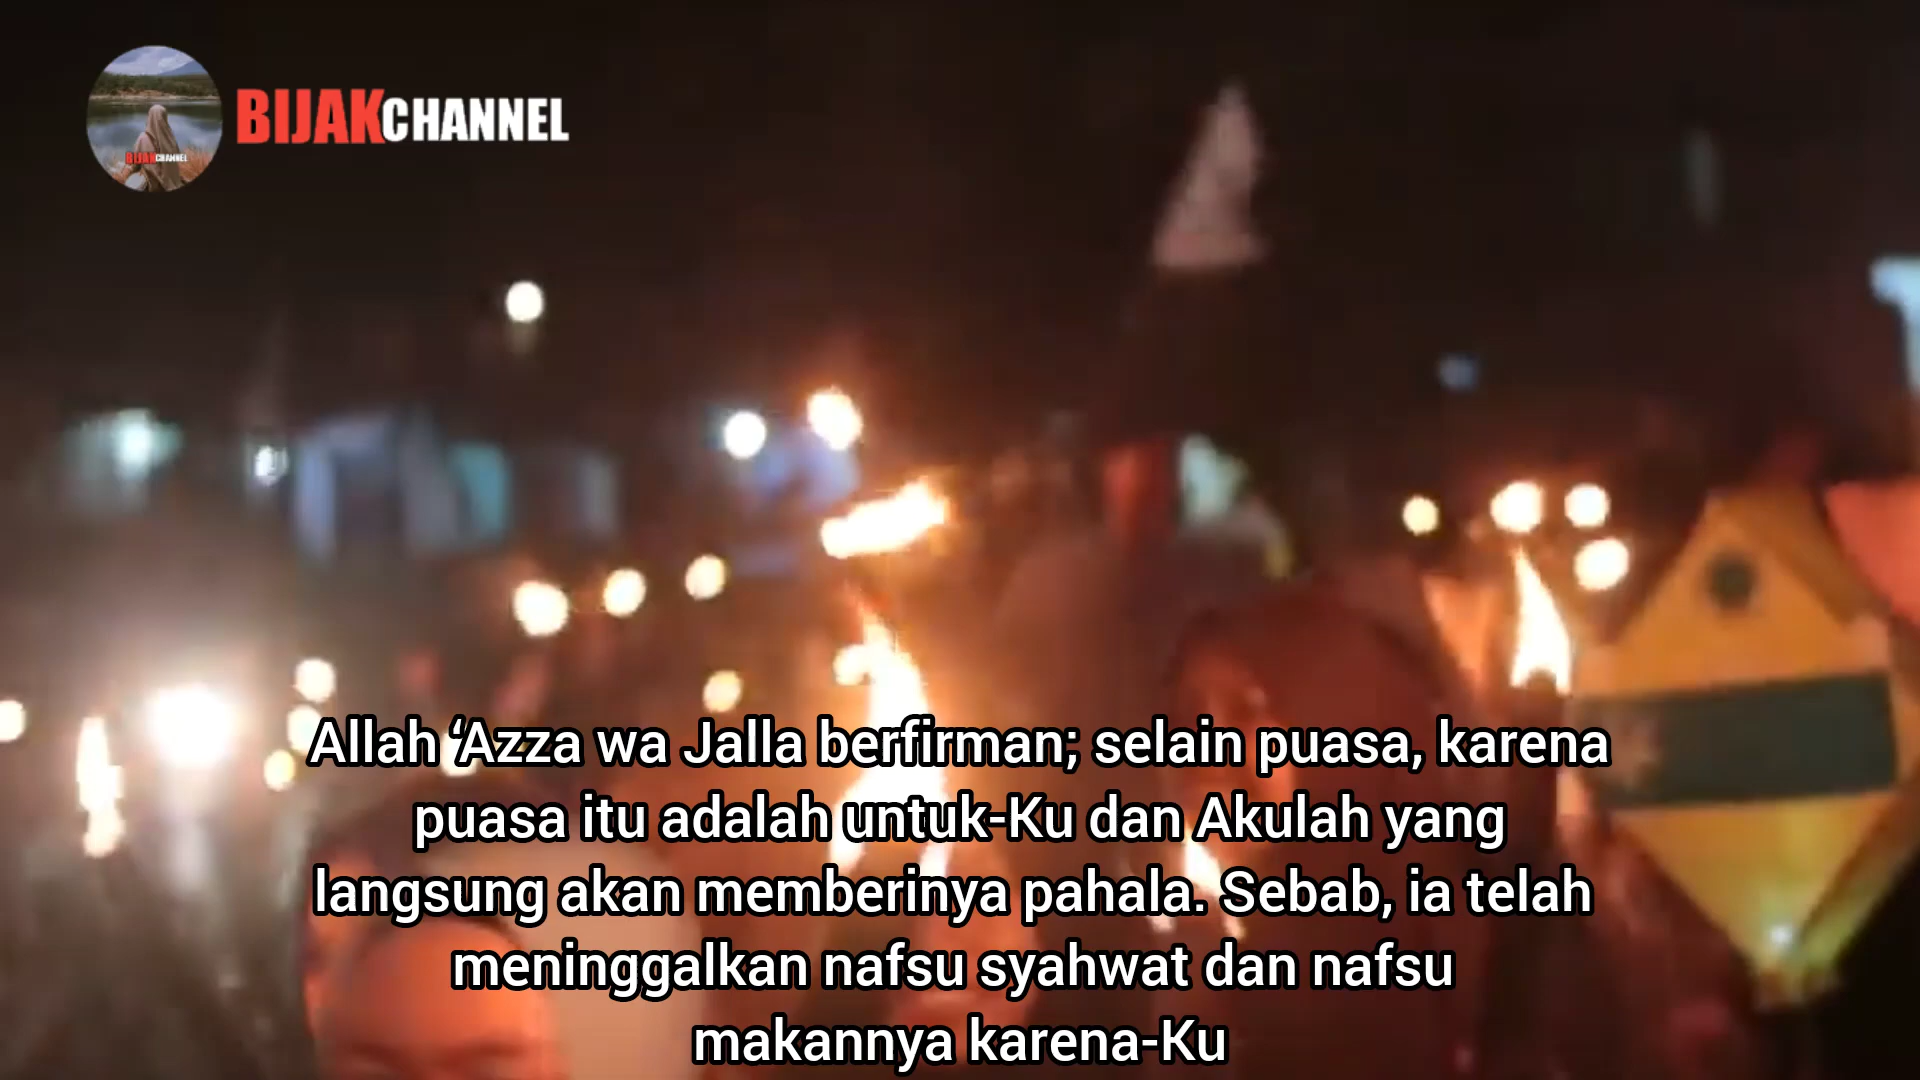 BIJAKCHANNEL
BIJAKCHANNEL
Allah ‘Azza wa Jalla berfirman; selain puasa, karena
puasa itu adalah untuk-Ku dan Akulah yang
langsung akan memberinya pahala. Sebab, ia telah
meninggalkan nafsu syahwat dan nafsu
makannya karena-Ku